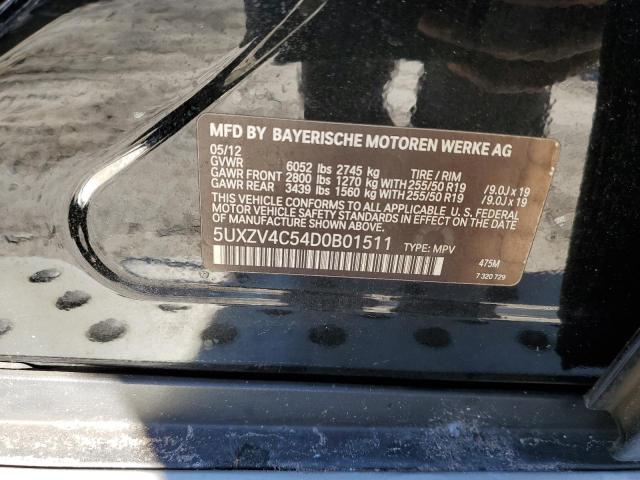 MFD BY BAYERISCHE MOTOREN WERKE AG
05/12
GVWR 6052 lbs 2745 kg TIRE / RIM
GAWR FRONT 2800 lbs 1270 kg WITH 255/50 R19 /9.0J x 19
GAWR REAR 3439 lbs 1560 kg WITH 255/50 R19 /9.0J x 19
THIS VEHICLE CONFORMS TO ALL APPLICABLE U.S. FEDERAL
MOTOR VEHICLE SAFETY STANDARDS IN EFFECT ON THE DATE
OF MANUFACTURE SHOWN ABOVE.
5UXZV4C54D0B01511 TYPE: MPV
475M
7 320 729